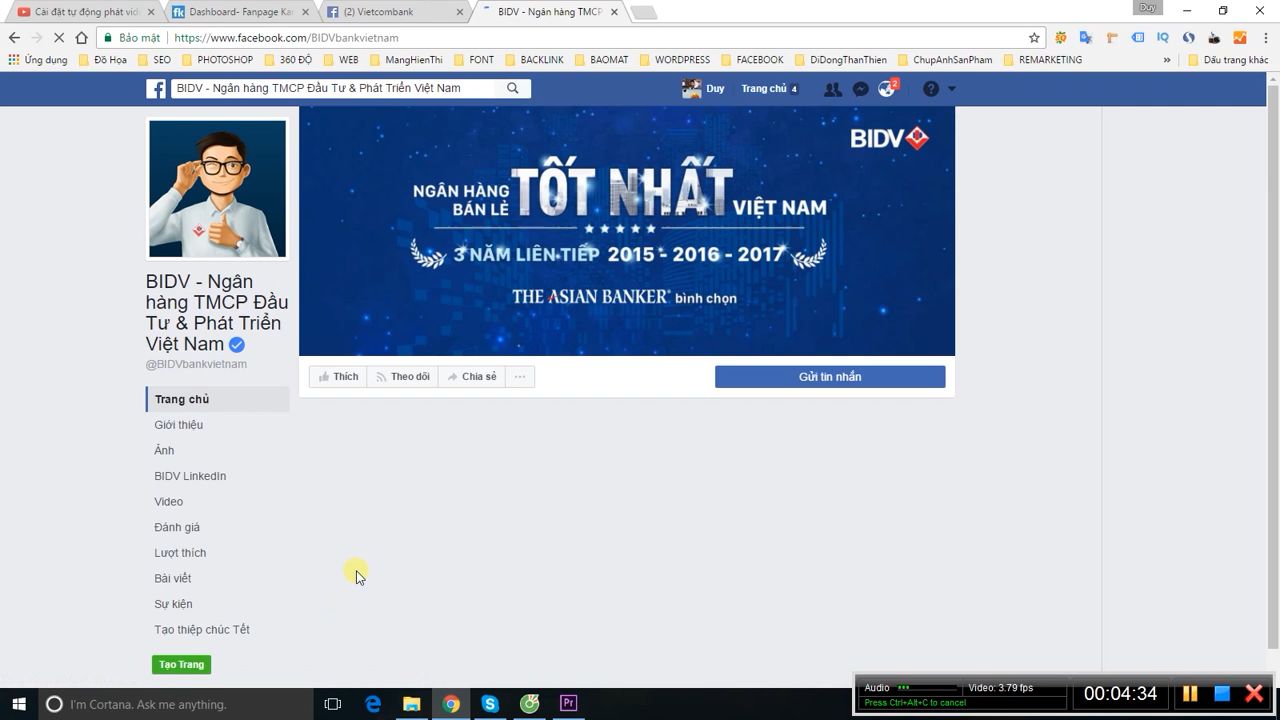 Cài đặt tự động phát vid
Dashboard- Fanpage Ka
(2) Vietcombank
BIDV - Ngân hàng TMCP
Duy
Bảo mật
https://www.facebook.com/BIDVbankvietnam
Ứng dụng
Đồ Họa
SEO
PHOTOSHOP
360 ĐỘ
WEB
MangHienThi
FONT
BACKLINK
BAOMAT
WORDPRESS
FACEBOOK
DiDongThanThien
ChupAnhSanPham
REMARKETING
»
Dấu trang khác
BIDV - Ngân hàng TMCP Đầu Tư & Phát Triển Việt Nam
Duy
Trang chủ 4
2
BIDV
NGÂN HÀNG BÁN LẺ TỐT NHẤT VIỆT NAM
3 NĂM LIÊN TIẾP 2015 - 2016 - 2017
THE ASIAN BANKER® bình chọn
BIDV - Ngân
hàng TMCP Đầu
Tư & Phát Triển
Việt Nam
@BIDVbankvietnam
Thích
Theo dõi
Chia sẻ
Gửi tin nhắn
Trang chủ
Giới thiệu
Ảnh
BIDV LinkedIn
Video
Đánh giá
Lượt thích
Bài viết
Sự kiện
Tạo thiệp chúc Tết
Tạo Trang
Audio
Video: 3.79 fps
Press Ctrl+Alt+C to cancel
00:04:34
I'm Cortana. Ask me anything.